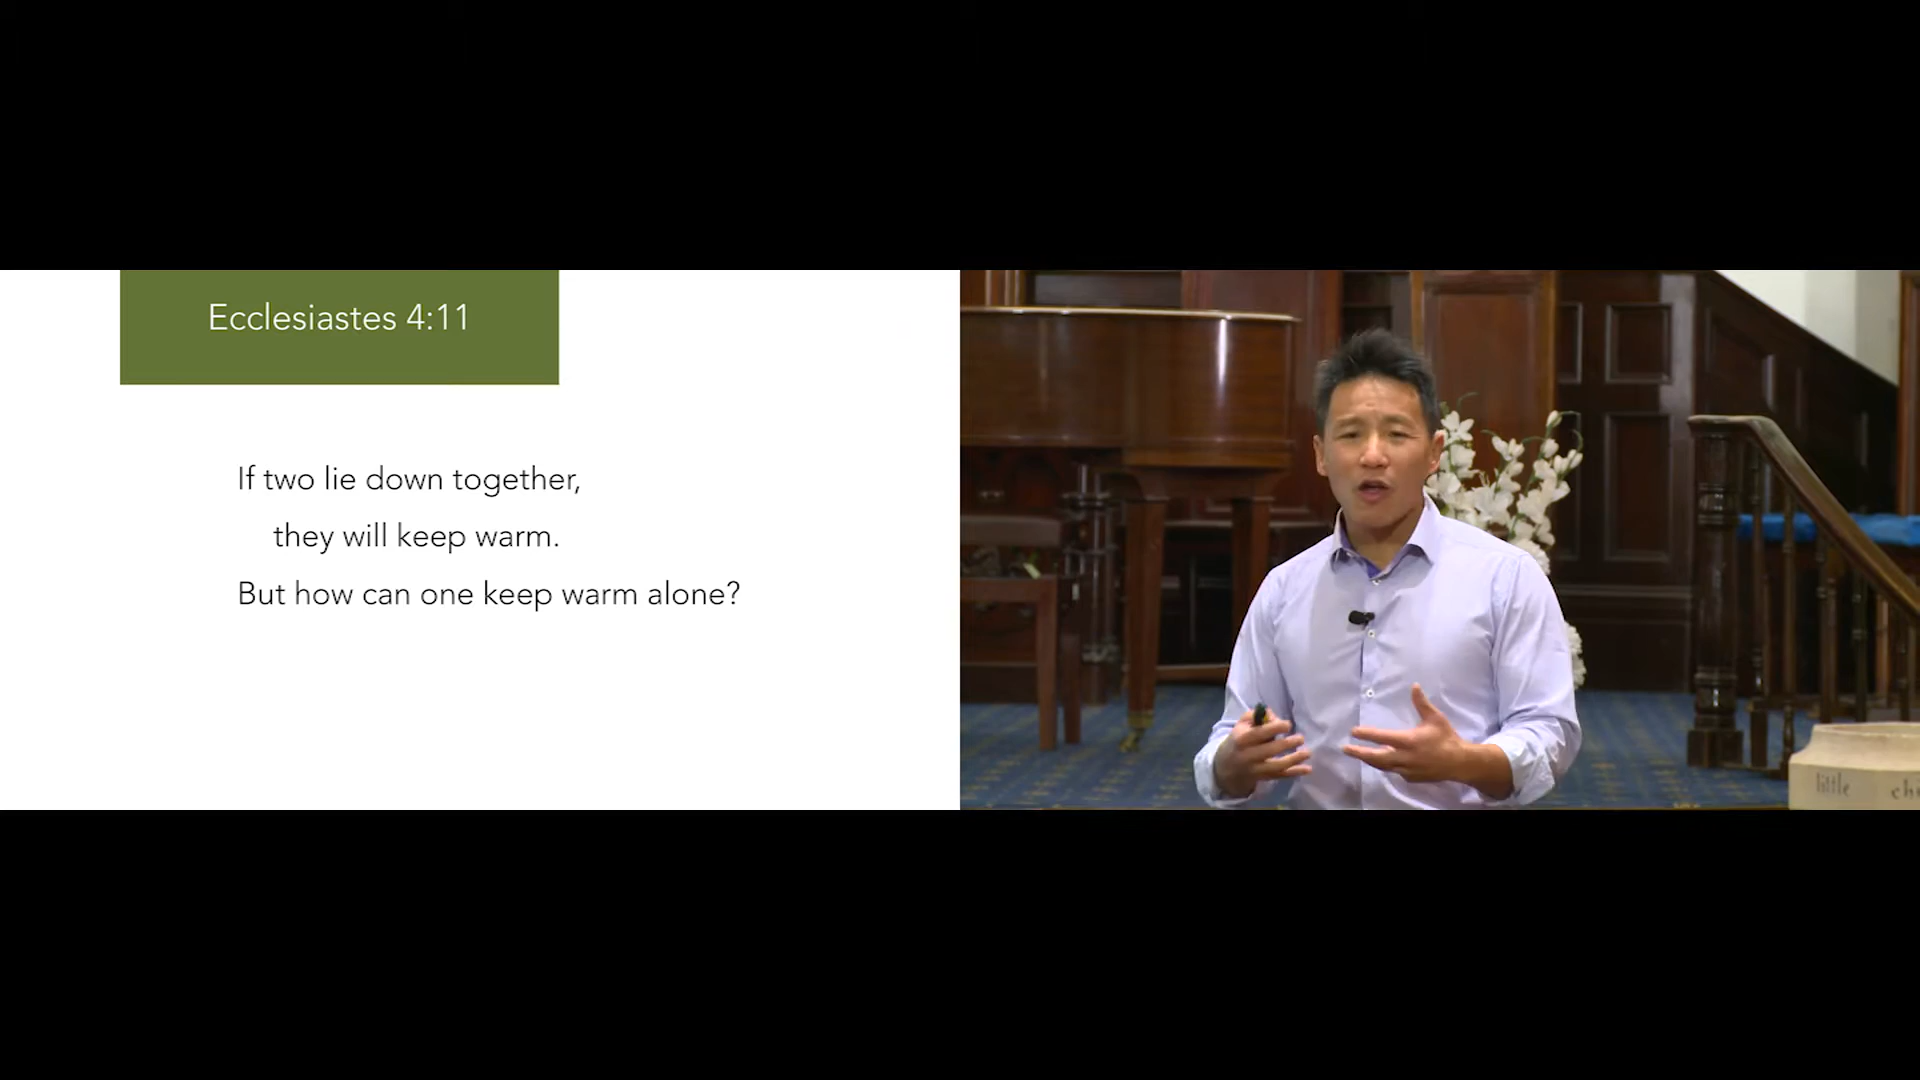 Ecclesiastes 4:11
If two lie down together,
they will keep warm.
But how can one keep warm alone?
little